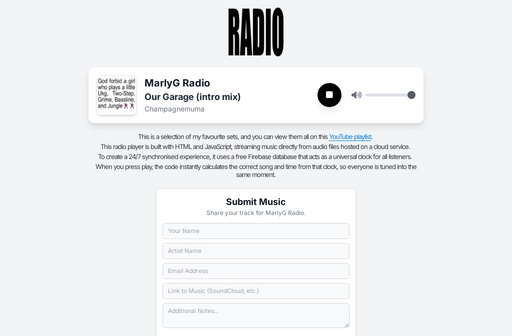 RADIO
God forbid a girl
who plays a little
Ukg, Two-Step,
Grime, Bassline,
and Jungle
MarlyG Radio
Our Garage (intro mix)
Champagnemuma
This is a selection of my favourite sets, and you can view them all on this YouTube playlist.
This radio player is built with HTML and JavaScript, streaming music directly from audio files hosted on a cloud service.
To create a 24/7 synchronised experience, it uses a free Firebase database that acts as a universal clock for all listeners.
When you press play, the code instantly calculates the correct song and time from that clock, so everyone is tuned into the
same moment.
Submit Music
Share your track for MarlyG Radio.
Your Name
Artist Name
Email Address
Link to Music (SoundCloud, etc.)
Additional Notes...